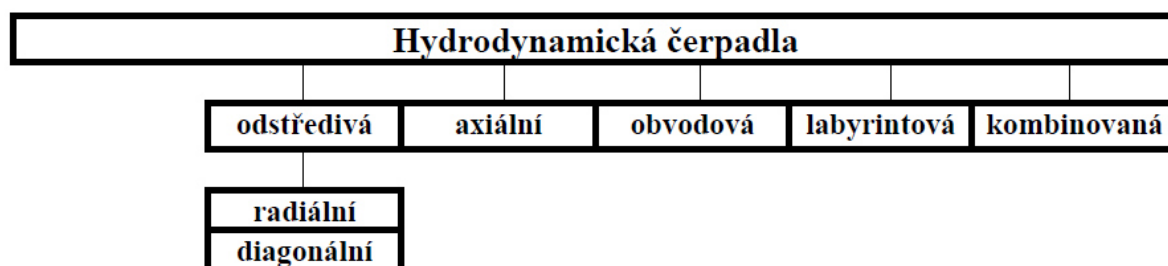 Hydrodynamická čerpadla
odstředivá axiální obvodová labyrintová kombinovaná
radiální
diagonální